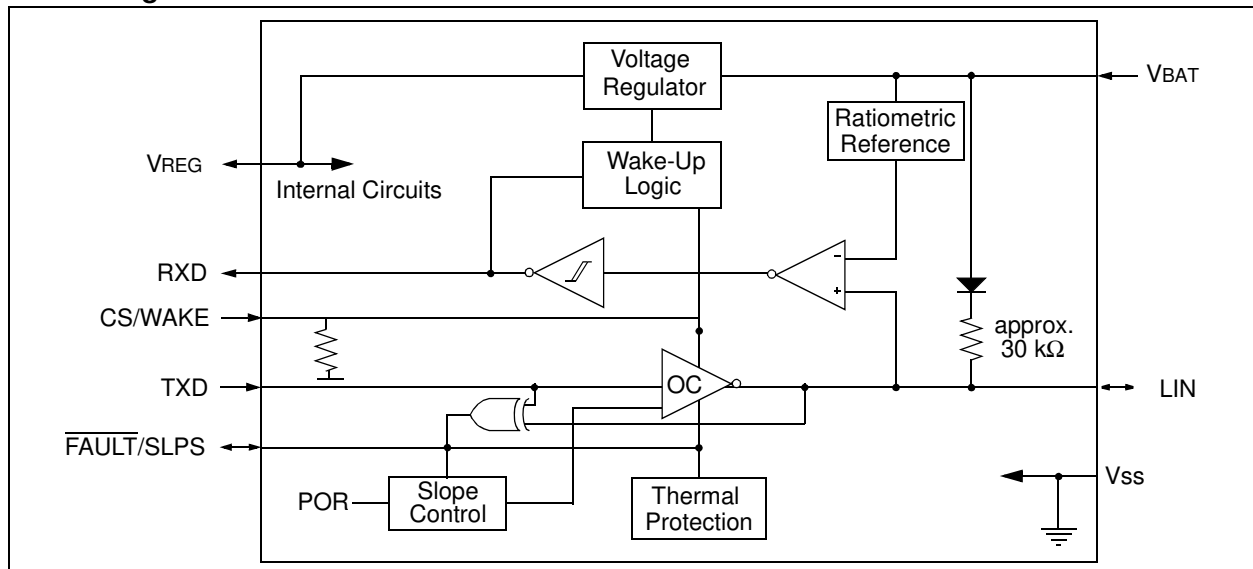 Voltage
Regulator
VBAT
Ratiometric
Reference
VREG
Internal Circuits
Wake-Up
Logic
RXD
-
+
CS/WAKE
approx.
30 kΩ
TXD
OC
LIN
FAULT/SLPS
VSS
POR
Slope
Control
Thermal
Protection